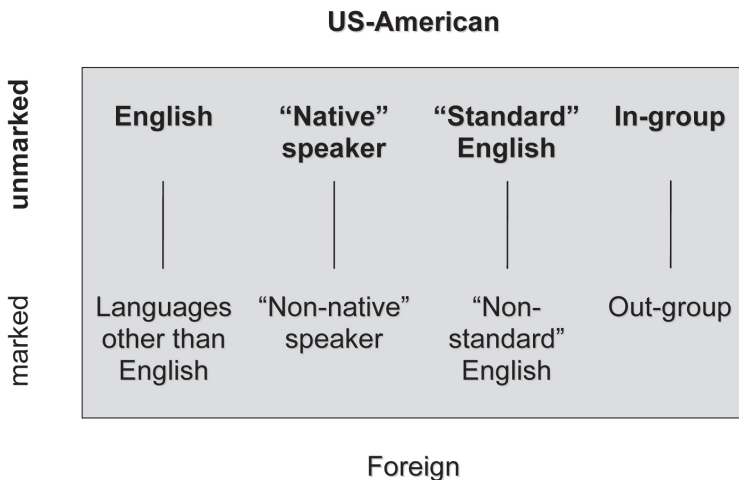 US-American
unmarked
English
“Native”
speaker
“Standard”
English
In-group
marked
Languages
other than
English
“Non-native”
speaker
“Non-
standard”
English
Out-group
Foreign